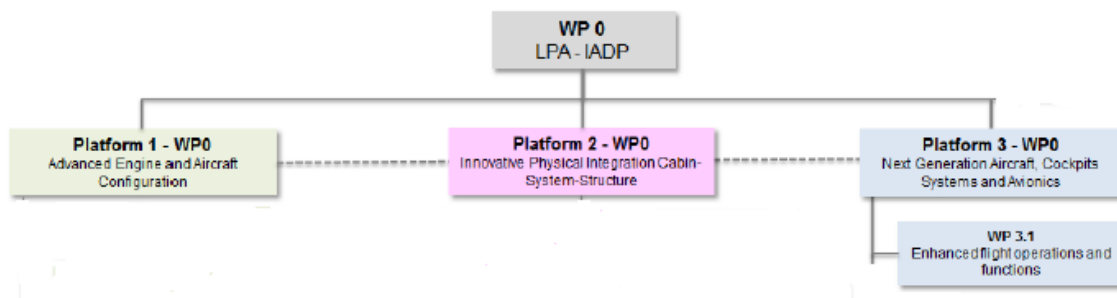 WP 0
LPA - IADP
Platform 1 - WP0
Advanced Engine and Aircraft
Configuration
Platform 2 - WP0
Innovative Physical Integration Cabin-
System-Structure
Platform 3 - WP0
Next Generation Aircraft, Cockpits
Systems and Avionics
WP 3.1
Enhanced flight operations and
functions